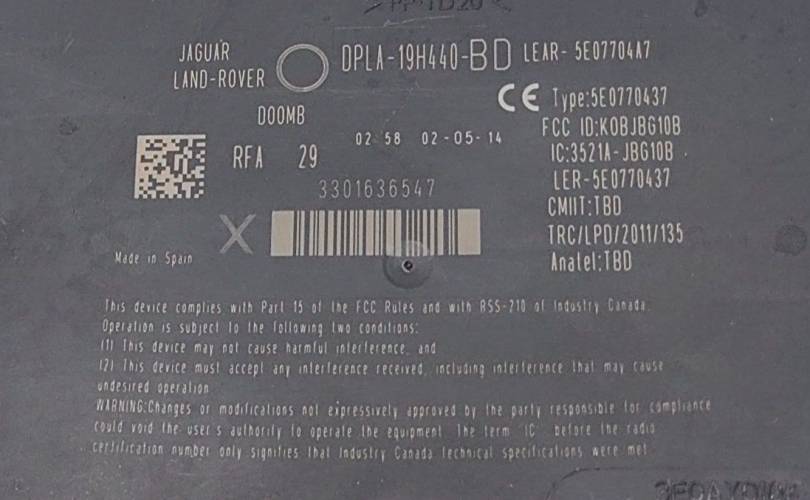 JAGUAR
LAND-ROVER
DPLA-19H440-BD LEAR- 5E07704A7
CE Type:5E0770437
D00MB
FCC ID:KOBJBG10B
RFA 29 02 58 02-05-14
IC:3521A-JBG10B
LER-5E0770437
3301636547
CMIIT:TBD
X
TRC/LPD/2011/135
Made in Spain
Anatel:TBD
This device complies with Part 15 of the FCC Rules and with RSS-210 of Industry Canada.
Operation is subject to the following two conditions:
(1) This device may not cause harmful interference, and
(2) This device must accept any interference received, including interference that may cause
undesired operation
WARNING:Changes or modifications not expressively approved by the party responsible for compliance
could void the user's authority to operate the equipment. The term 'IC' before the radio
certification number only signifies that Industry Canada technical specifications were met